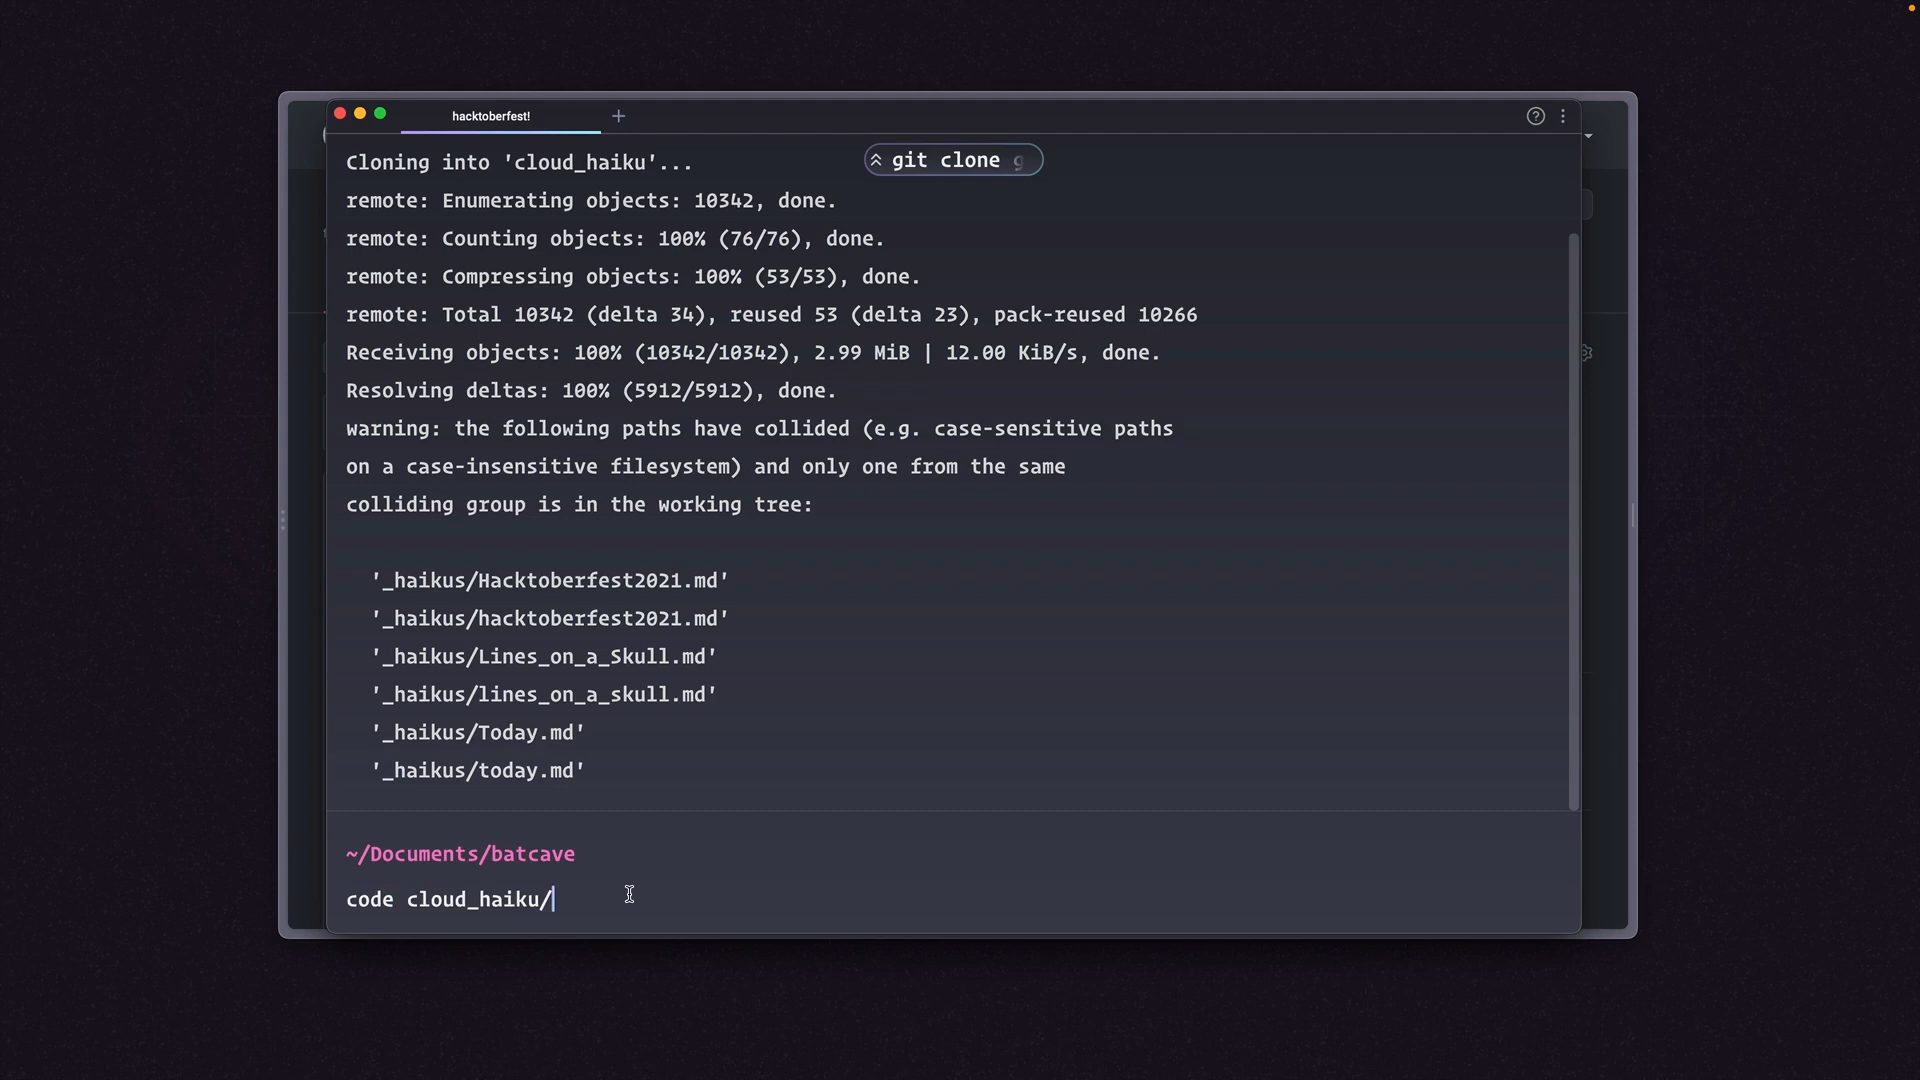 hacktoberfest!
Cloning into 'cloud_haiku'...
git clone g
remote: Enumerating objects: 10342, done.
remote: Counting objects: 100% (76/76), done.
remote: Compressing objects: 100% (53/53), done.
remote: Total 10342 (delta 34), reused 53 (delta 23), pack-reused 10266
Receiving objects: 100% (10342/10342), 2.99 MiB | 12.00 KiB/s, done.
Resolving deltas: 100% (5912/5912), done.
warning: the following paths have collided (e.g. case-sensitive paths
on a case-insensitive filesystem) and only one from the same
colliding group is in the working tree:
'_haikus/Hacktoberfest2021.md'
'_haikus/hacktoberfest2021.md'
'_haikus/Lines_on_a_Skull.md'
'_haikus/lines_on_a_skull.md'
'_haikus/Today.md'
'_haikus/today.md'
~/Documents/batcave
code cloud_haiku/